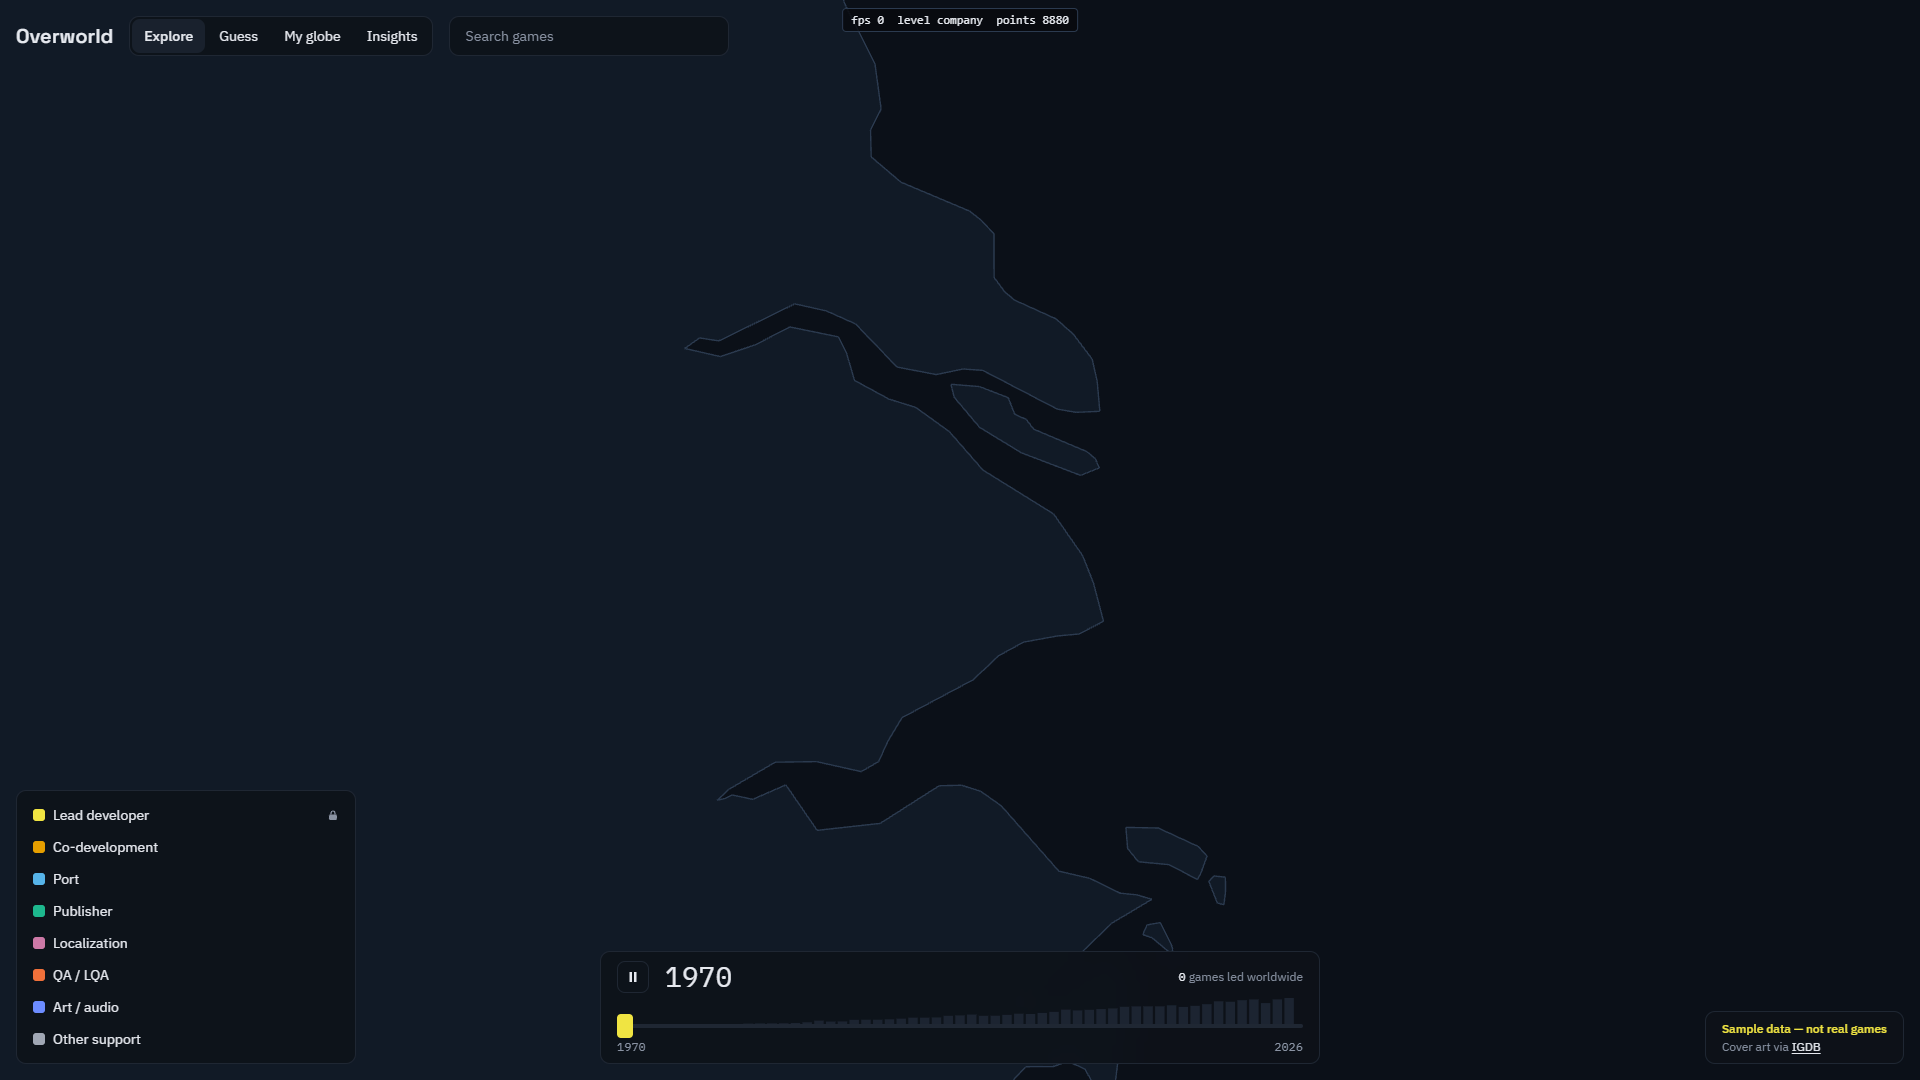 Overworld
Explore
Guess
My globe
Insights
Search games
fps 0 level company points 8880
Lead developer
Co-development
Port
Publisher
Localization
QA / LQA
Art / audio
Other support
1970
0 games led worldwide
1970
2026
Sample data — not real games
Cover art via IGDB